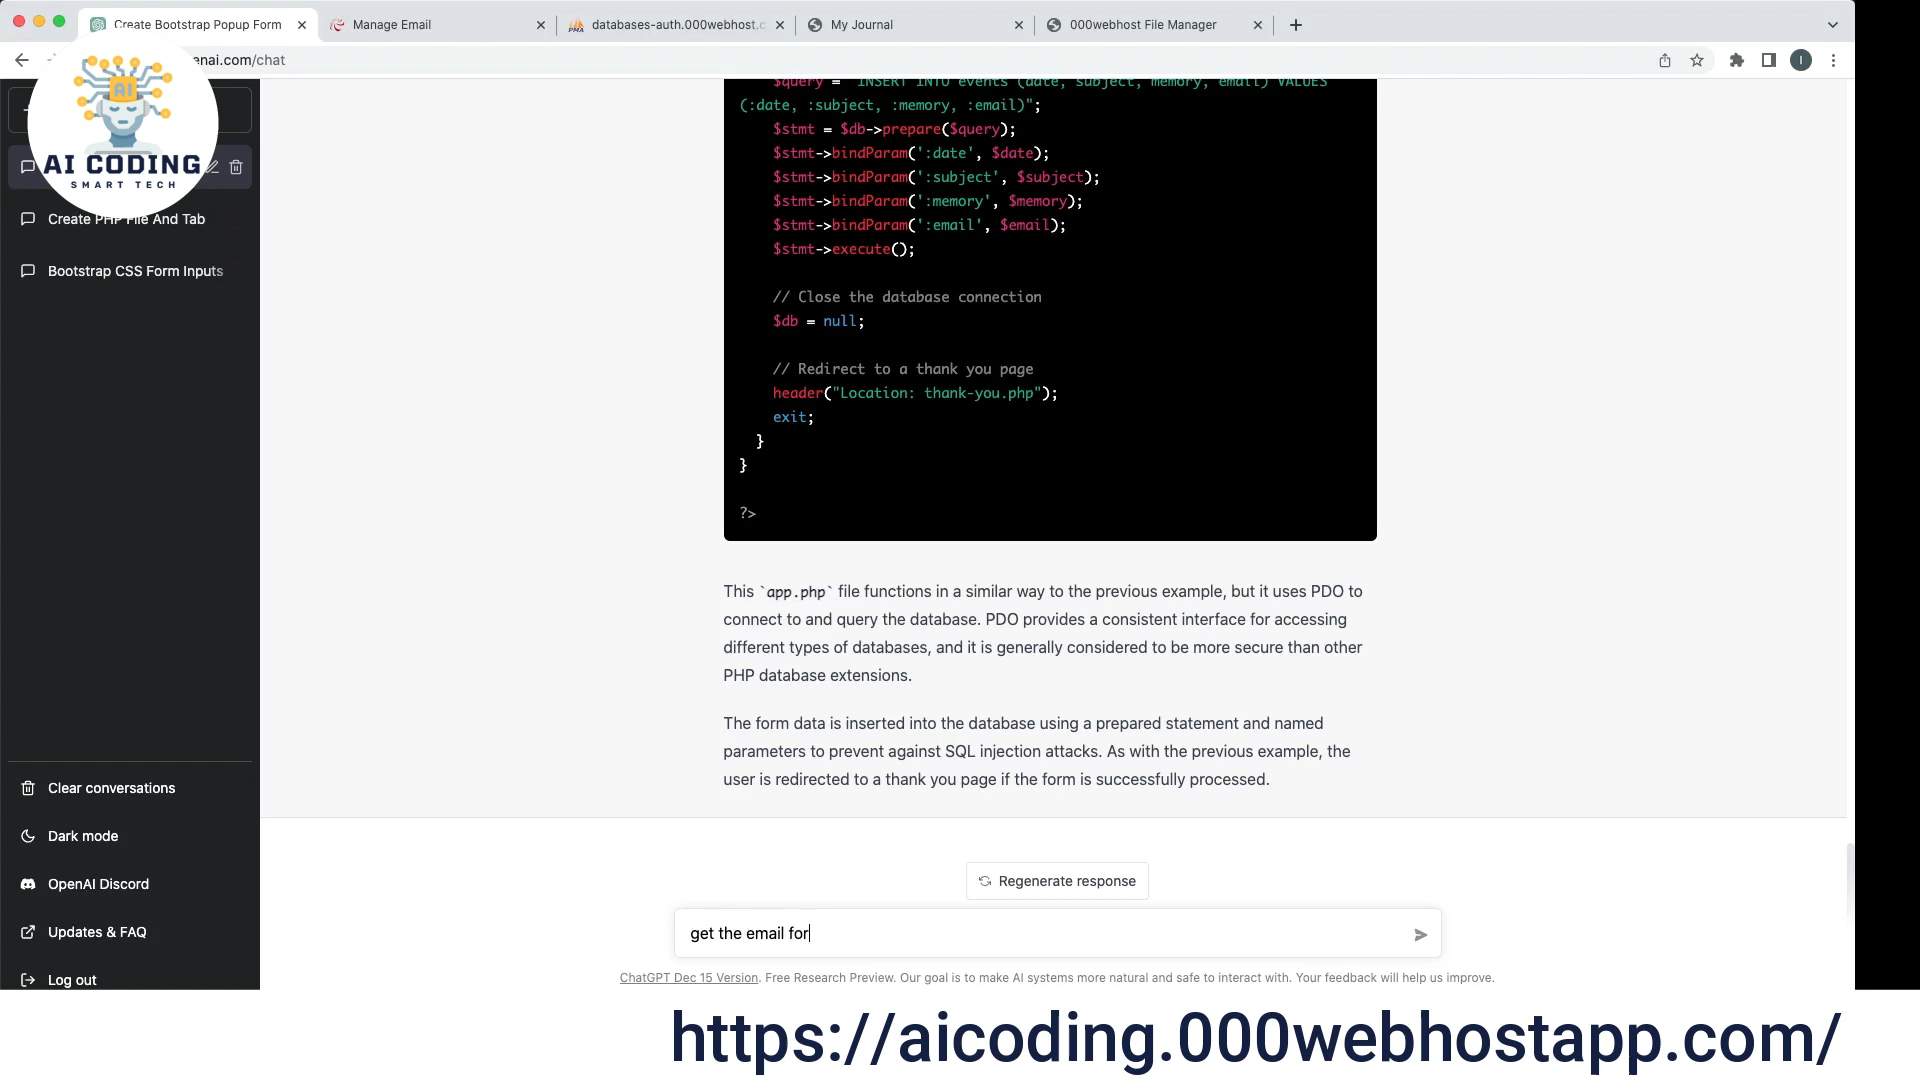 Create Bootstrap Popup Form
Manage Email
databases-auth.000webhost.c
My Journal
000webhost File Manager
enai.com/chat
I
AI
AI CODING
SMART TECH
Create PHP File And Tab
Bootstrap CSS Form Inputs
Clear conversations
Dark mode
OpenAI Discord
Updates & FAQ
Log out
$query = "INSERT INTO events (date, subject, memory, email) VALUES
(:date, :subject, :memory, :email)";
$stmt = $db->prepare($query);
$stmt->bindParam(':date', $date);
$stmt->bindParam(':subject', $subject);
$stmt->bindParam(':memory', $memory);
$stmt->bindParam(':email', $email);
$stmt->execute();
// Close the database connection
$db = null;
// Redirect to a thank you page
header("Location: thank-you.php");
exit;
}
}
?>
This `app.php` file functions in a similar way to the previous example, but it uses PDO to
connect to and query the database. PDO provides a consistent interface for accessing
different types of databases, and it is generally considered to be more secure than other
PHP database extensions.
The form data is inserted into the database using a prepared statement and named
parameters to prevent against SQL injection attacks. As with the previous example, the
user is redirected to a thank you page if the form is successfully processed.
Regenerate response
get the email for
ChatGPT Dec 15 Version. Free Research Preview. Our goal is to make AI systems more natural and safe to interact with. Your feedback will help us improve.
https://aicoding.000webhostapp.com/